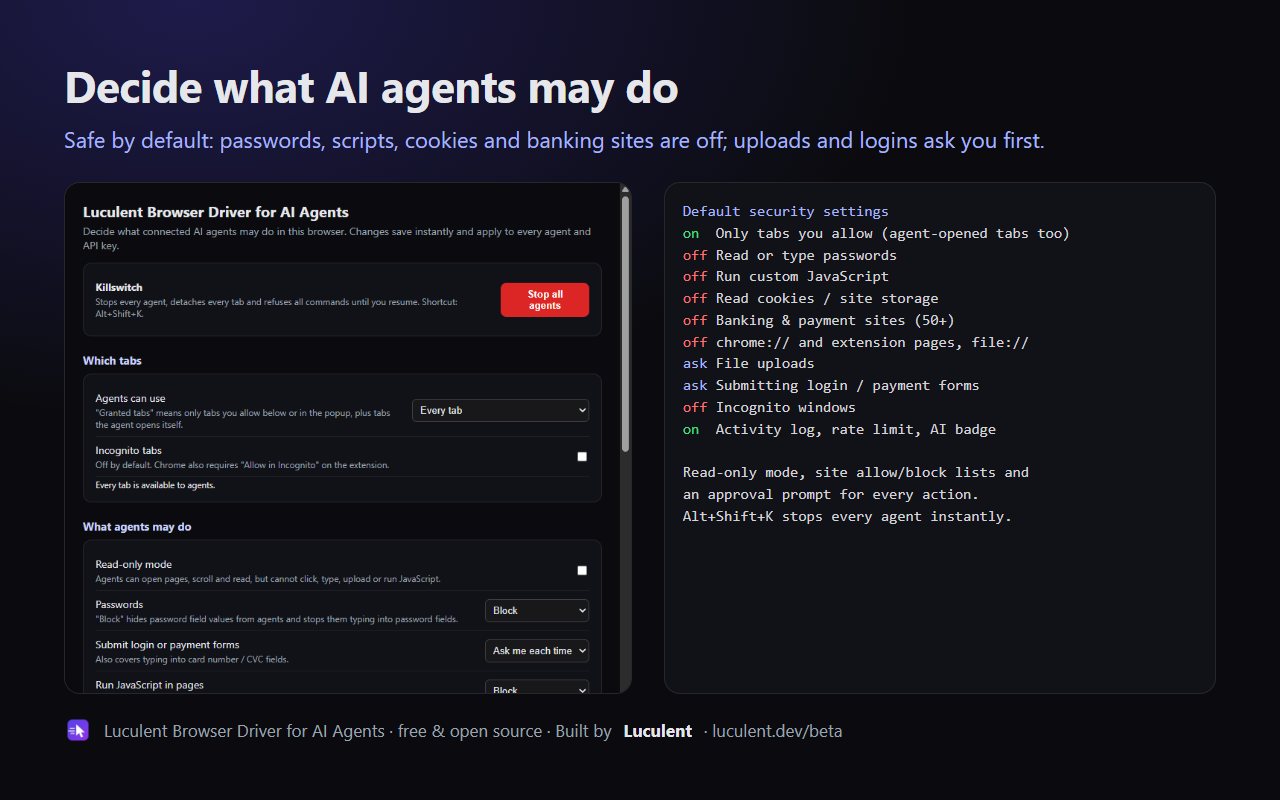 Decide what AI agents may do
Safe by default: passwords, scripts, cookies and banking sites are off; uploads and logins ask you first.
Luculent Browser Driver for AI Agents
Decide what connected AI agents may do in this browser. Changes save instantly and apply to every agent and
API key.
Killswitch
Stops every agent, detaches every tab and refuses all commands until you resume. Shortcut:
Alt+Shift+K.
Stop all
agents
Which tabs
Agents can use
"Granted tabs" means only tabs you allow below or in the popup, plus tabs
the agent opens itself.
Every tab
Incognito tabs
Off by default. Chrome also requires "Allow in Incognito" on the extension.
Every tab is available to agents.
What agents may do
Read-only mode
Agents can open pages, scroll and read, but cannot click, type, upload or run JavaScript.
Passwords
"Block" hides password field values from agents and stops them typing into password fields.
Block
Submit login or payment forms
Also covers typing into card number / CVC fields.
Ask me each time
Run JavaScript in pages
Block
Default security settings
on Only tabs you allow (agent-opened tabs too)
off Read or type passwords
off Run custom JavaScript
off Read cookies / site storage
off Banking & payment sites (50+)
off chrome:// and extension pages, file://
ask File uploads
ask Submitting login / payment forms
off Incognito windows
on Activity log, rate limit, AI badge
Read-only mode, site allow/block lists and
an approval prompt for every action.
Alt+Shift+K stops every agent instantly.
Luculent Browser Driver for AI Agents · free & open source · Built by Luculent · luculent.dev/beta